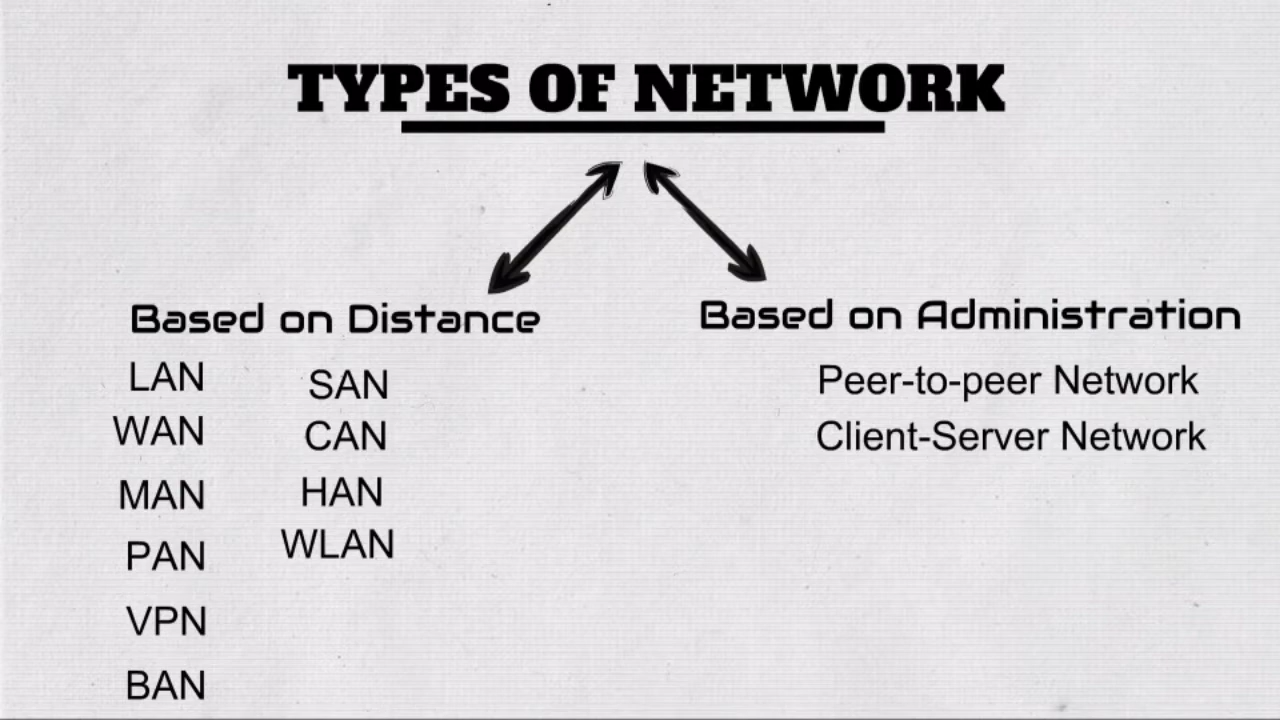 TYPES OF NETWORK
Based on Distance
LAN
WAN
MAN
PAN
VPN
BAN
SAN
CAN
HAN
WLAN
Based on Administration
Peer-to-peer Network
Client-Server Network